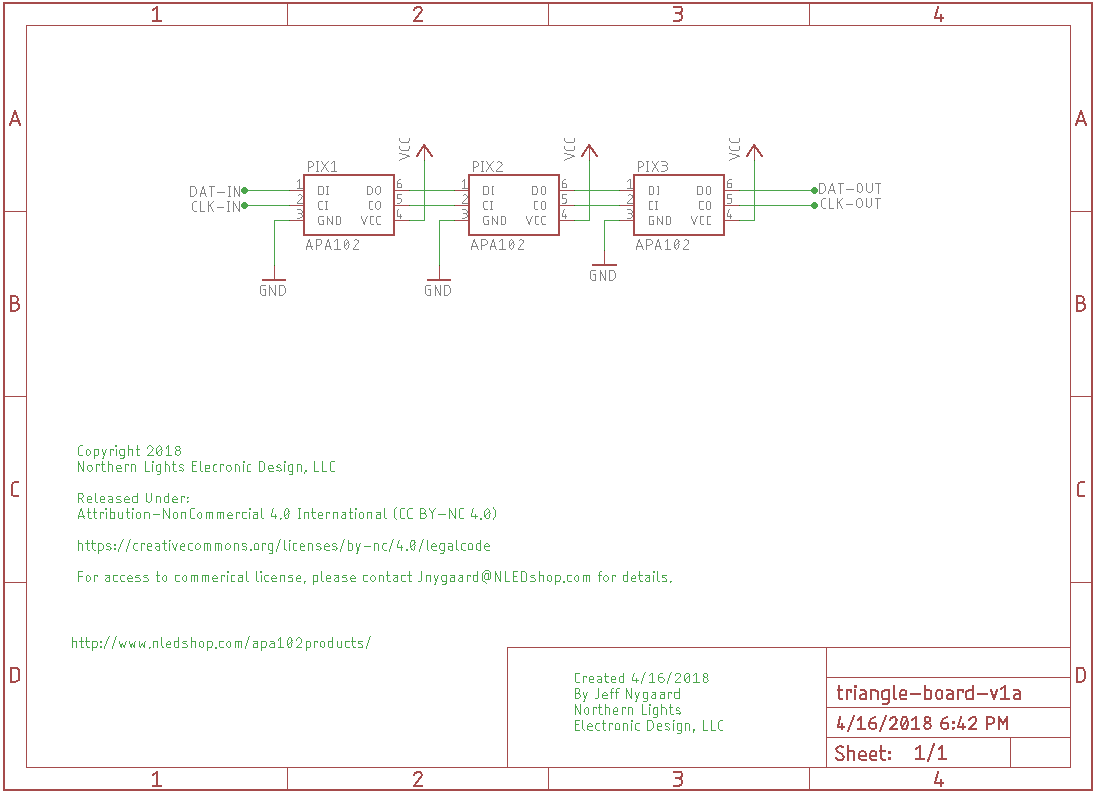 1 2 3 4
A A
VCC VCC VCC
PIX1 PIX2 PIX3
DAT-IN 1 DI DO 6 1 DI DO 6 1 DI DO 6 DAT-OUT
CLK-IN 2 CI CO 5 2 CI CO 5 2 CI CO 5 CLK-OUT
3 GND VCC 4 3 GND VCC 4 3 GND VCC 4
APA102 APA102 APA102
GND GND GND
B B
Copyright 2018
Northern Lights Elecronic Design, LLC
C C
Released Under:
Attribution-NonCommercial 4.0 International (CC BY-NC 4.0)
https://creativecommons.org/licenses/by-nc/4.0/legalcode
For access to commerical license, please contact Jnygaard@NLEDshop.com for details.
http://www.nledshop.com/apa102products/
D D
Created 4/16/2018
By Jeff Nygaard
Northern Lights
Electronic Design, LLC
triangle-board-v1a
4/16/2018 6:42 PM
Sheet: 1/1
1 2 3 4